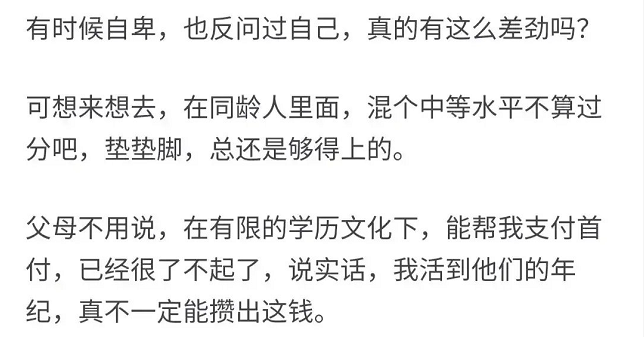 有时候自卑，也反问过自己，真的有这么差劲吗？
可想来想去，在同龄人里面，混个中等水平不算过
分吧，垫垫脚，总还是够得上的。
父母不用说，在有限的学历文化下，能帮我支付首
付，已经很了不起了，说实话，我活到他们的年
纪，真不一定能攒出这钱。